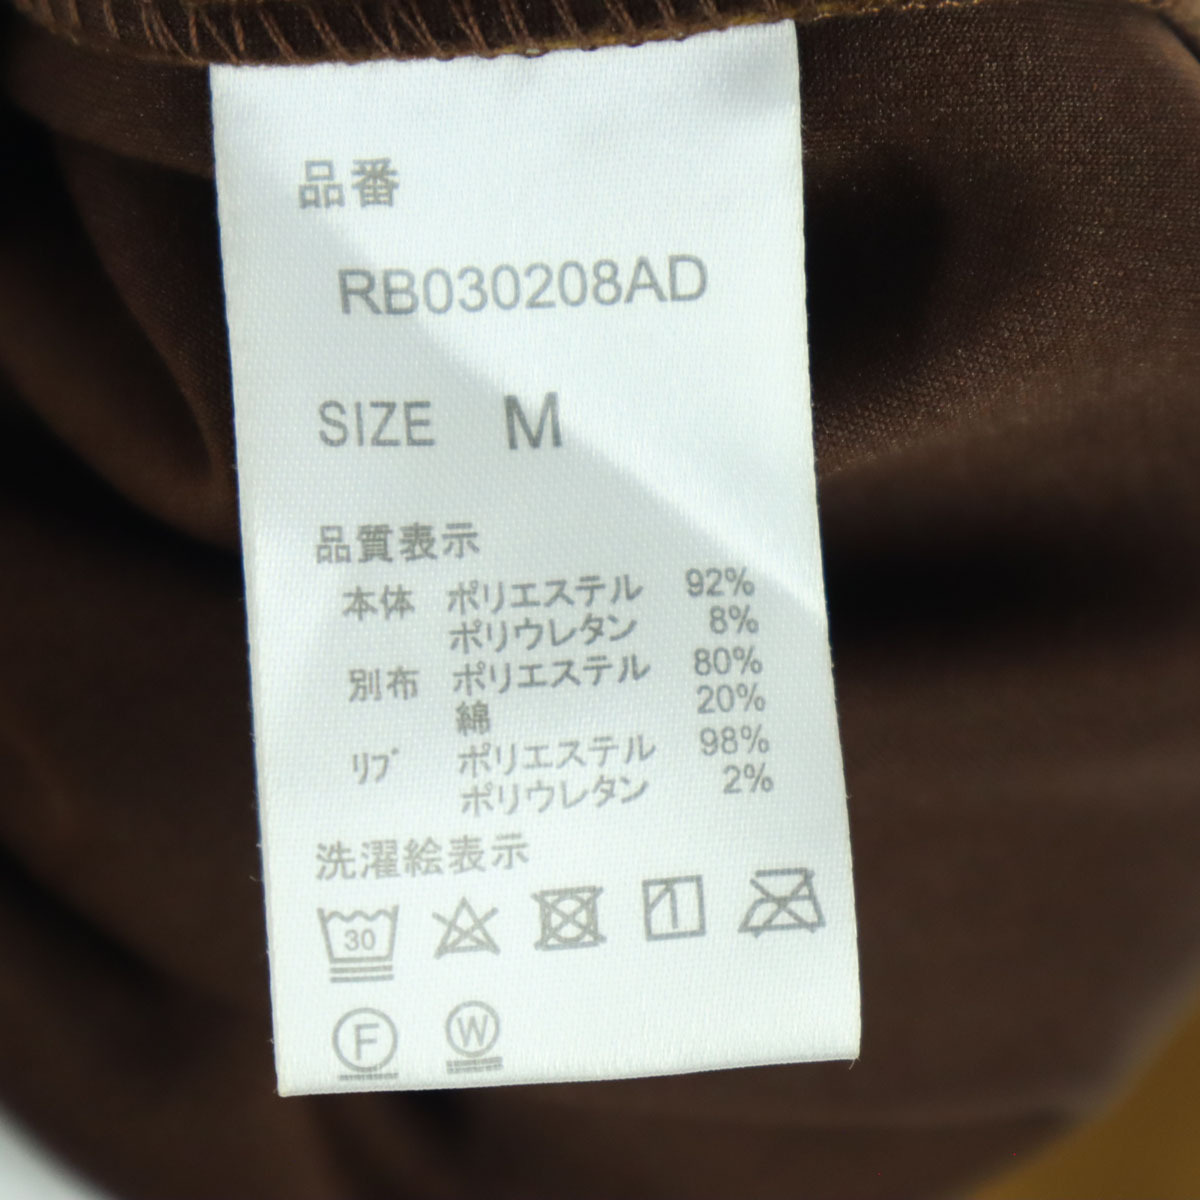 品番
RB030208AD
SIZE M
品質表示
本体 ポリエステル 92%
ポリウレタン 8%
別布 ポリエステル 80%
綿 20%
リブ ポリエステル 98%
ポリウレタン 2%
洗濯絵表示
30
F W